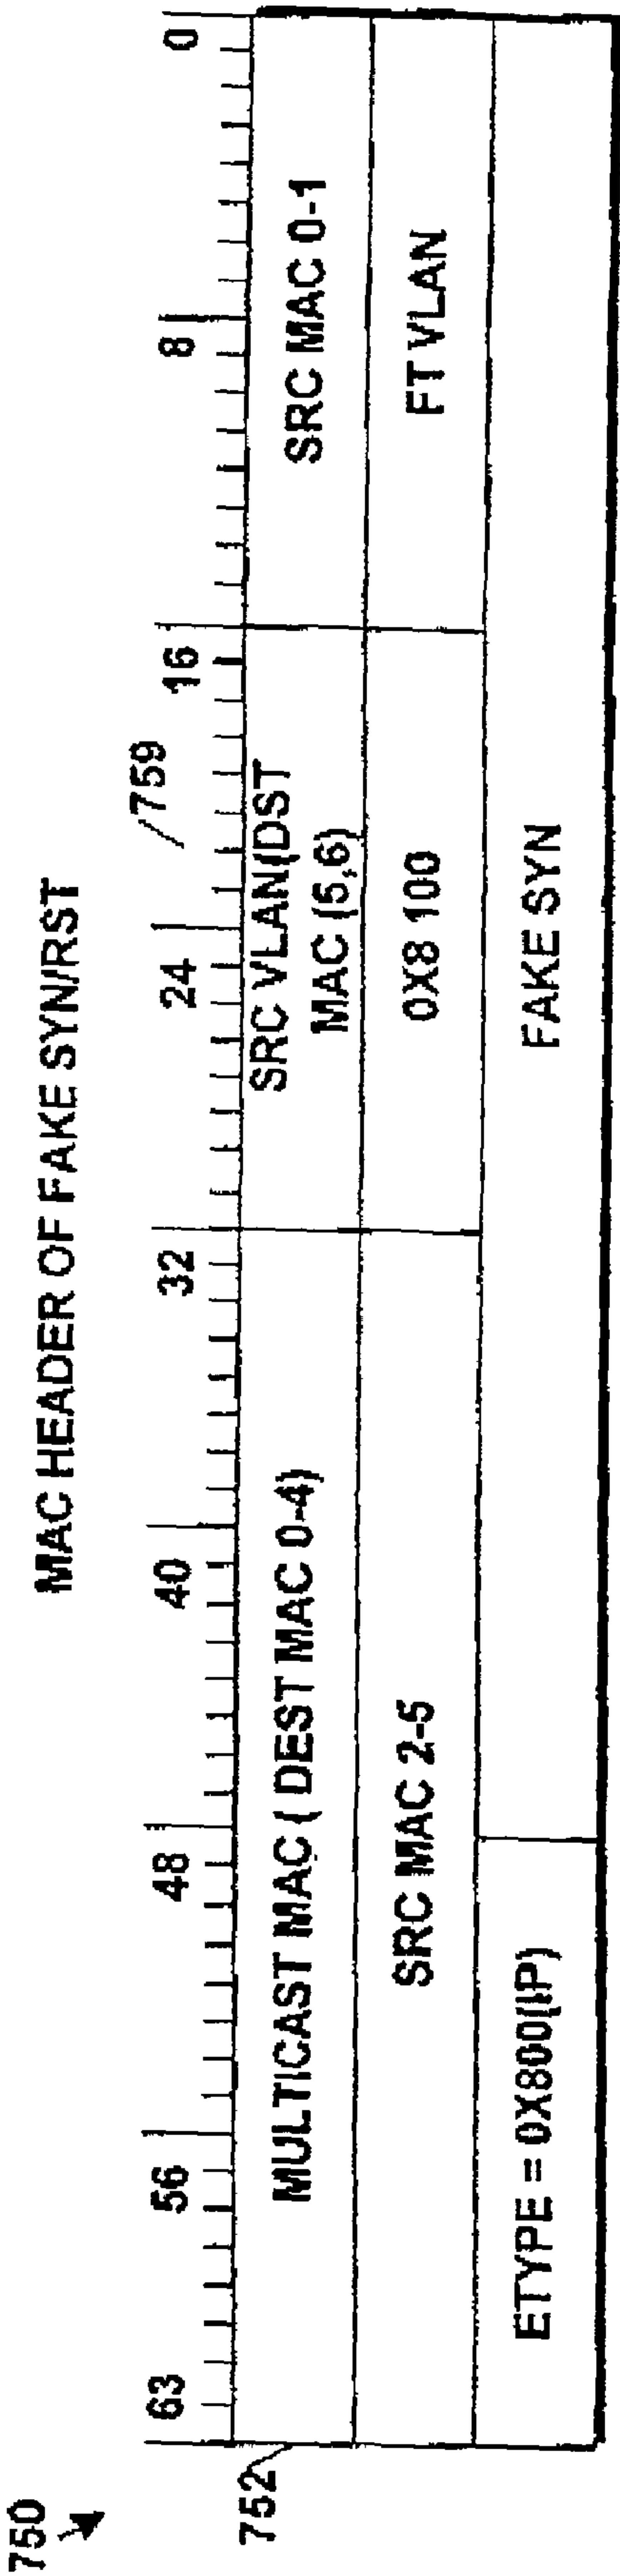 750
MAC HEADER OF FAKE SYN/RST
759
63 56 48 40 32 24 16 8 0
752
MULTICAST MAC ( DEST MAC 0-4)
SRC VLAN(DST
MAC (5,6)
SRC MAC 0-1
SRC MAC 2-5
0X8 100
FT VLAN
ETYPE = 0X800(IP)
FAKE SYN